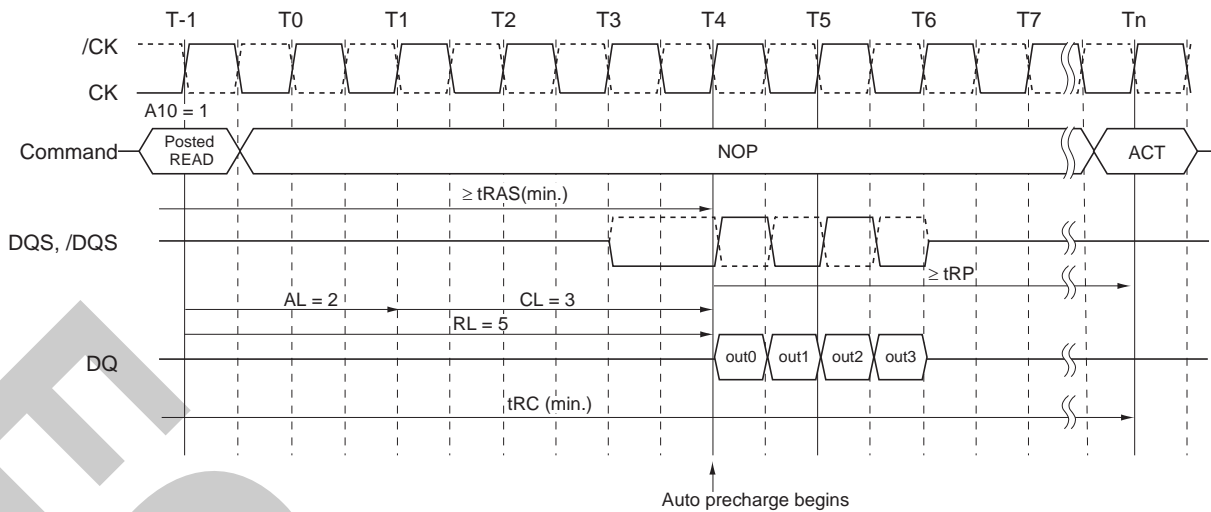 T-1 T0 T1 T2 T3 T4 T5 T6 T7 Tn
/CK
CK
A10 = 1
Command
Posted
READ
NOP
ACT
≥ tRAS(min.)
DQS, /DQS
≥ tRP
AL = 2
CL = 3
RL = 5
DQ
out0 out1 out2 out3
tRC (min.)
Auto precharge begins